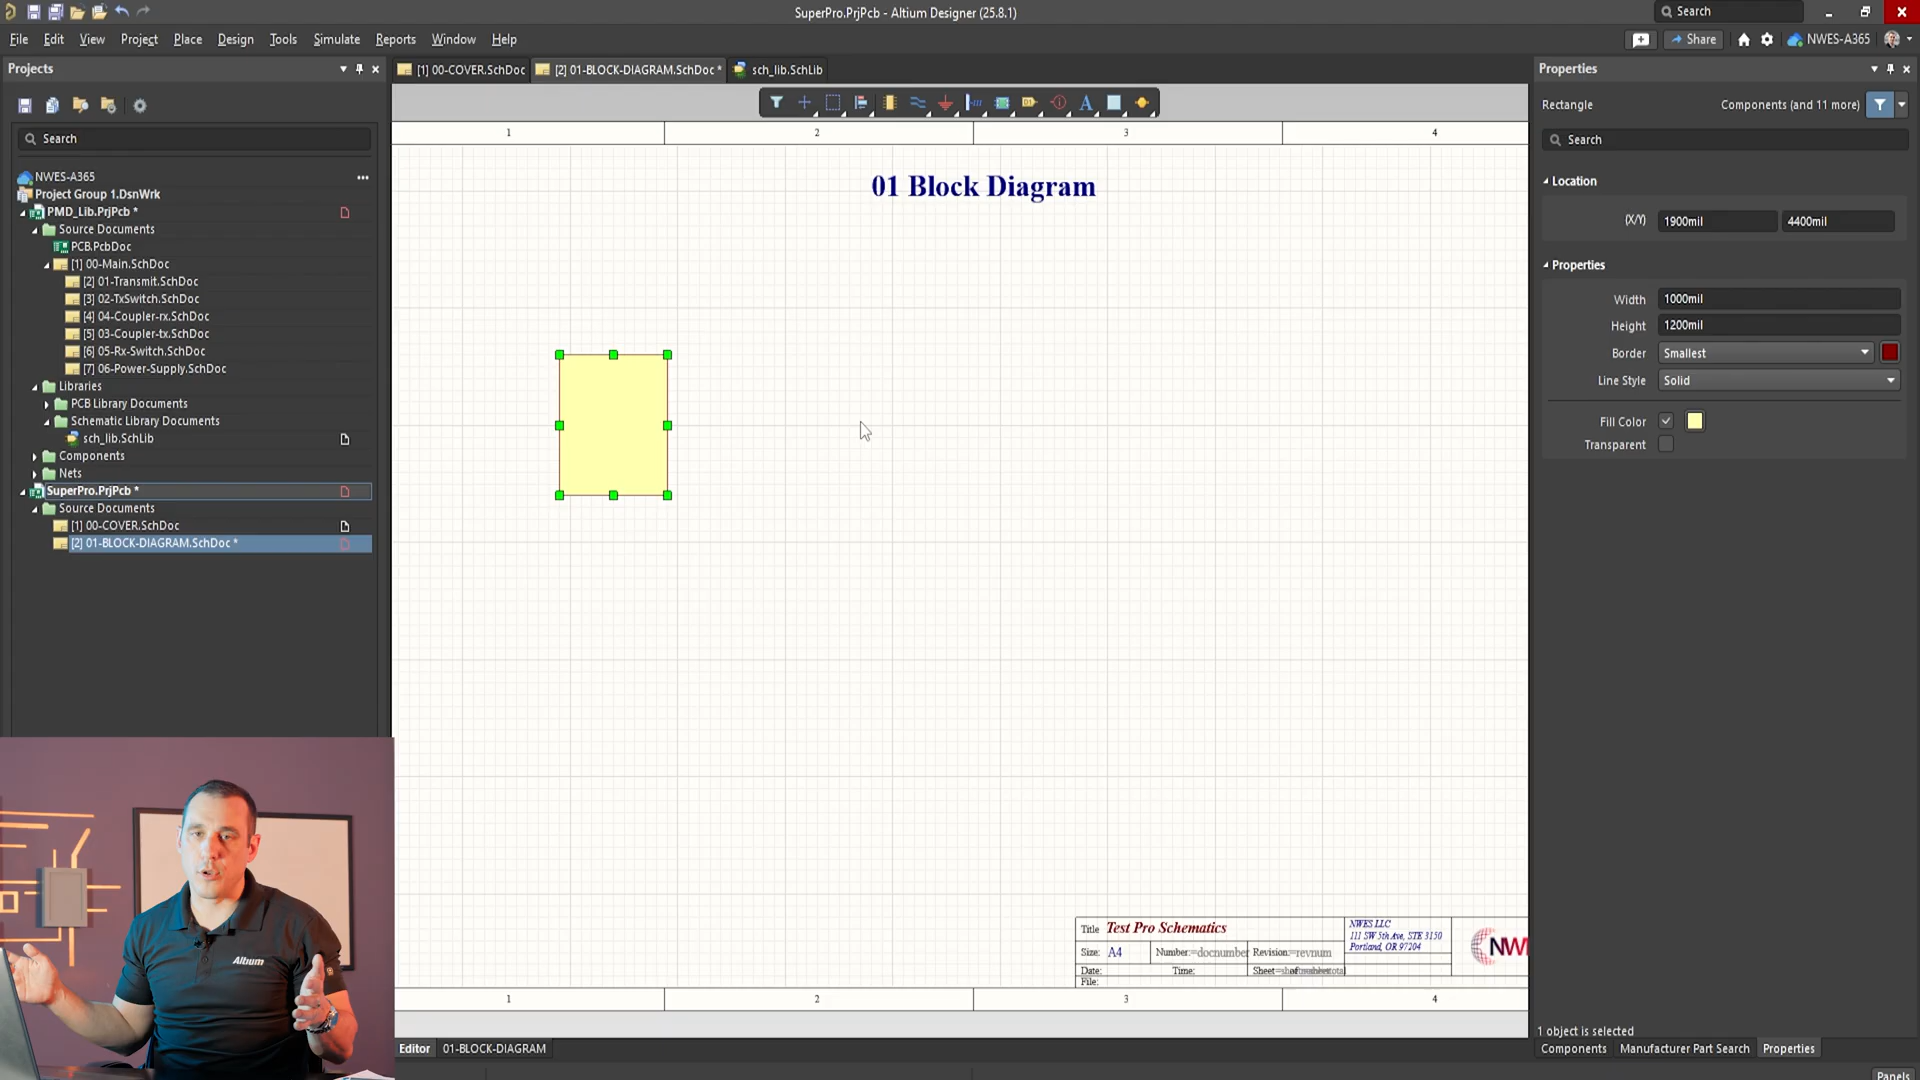 SuperPro.PrjPcb - Altium Designer (25.8.1)
Search
File Edit View Project Place Design Tools Simulate Reports Window Help
Share
NWES-A365
Projects
[1] 00-COVER.SchDoc
[2] 01-BLOCK-DIAGRAM.SchDoc *
sch_lib.SchLib
Properties
Rectangle
Components (and 11 more)
Search
Search
NWES-A365
Project Group 1.DsnWrk
PMD_Lib.PrjPcb *
Source Documents
PCB.PcbDoc
[1] 00-Main.SchDoc
[2] 01-Transmit.SchDoc
[3] 02-TxSwitch.SchDoc
[4] 04-Coupler-rx.SchDoc
[5] 03-Coupler-tx.SchDoc
[6] 05-Rx-Switch.SchDoc
[7] 06-Power-Supply.SchDoc
Libraries
PCB Library Documents
Schematic Library Documents
sch_lib.SchLib
Components
Nets
SuperPro.PrjPcb *
Source Documents
[1] 00-COVER.SchDoc
[2] 01-BLOCK-DIAGRAM.SchDoc *
1 2 3 4
01 Block Diagram
Location
(X/Y) 1900mil 4400mil
Properties
Width 1000mil
Height 1200mil
Border Smallest
Line Style Solid
Fill Color
Transparent
Title Test Pro Schematics
NWES LLC
111 SW 5th Ave, STE 3150
Portland, OR 97204
Size: A4 Number:=docnumber Revision:=revnum
Date: Time: Sheet
File:
1 2 3 4
Altium
Editor 01-BLOCK-DIAGRAM
1 object is selected
Components Manufacturer Part Search Properties
Panels